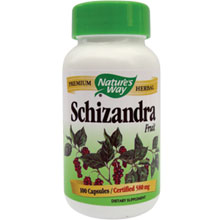 Nature's Way
PREMIUM HERBAL
Schizandra
Fruit
100 Capsules / Certified 580 mg
DIETARY SUPPLEMENT